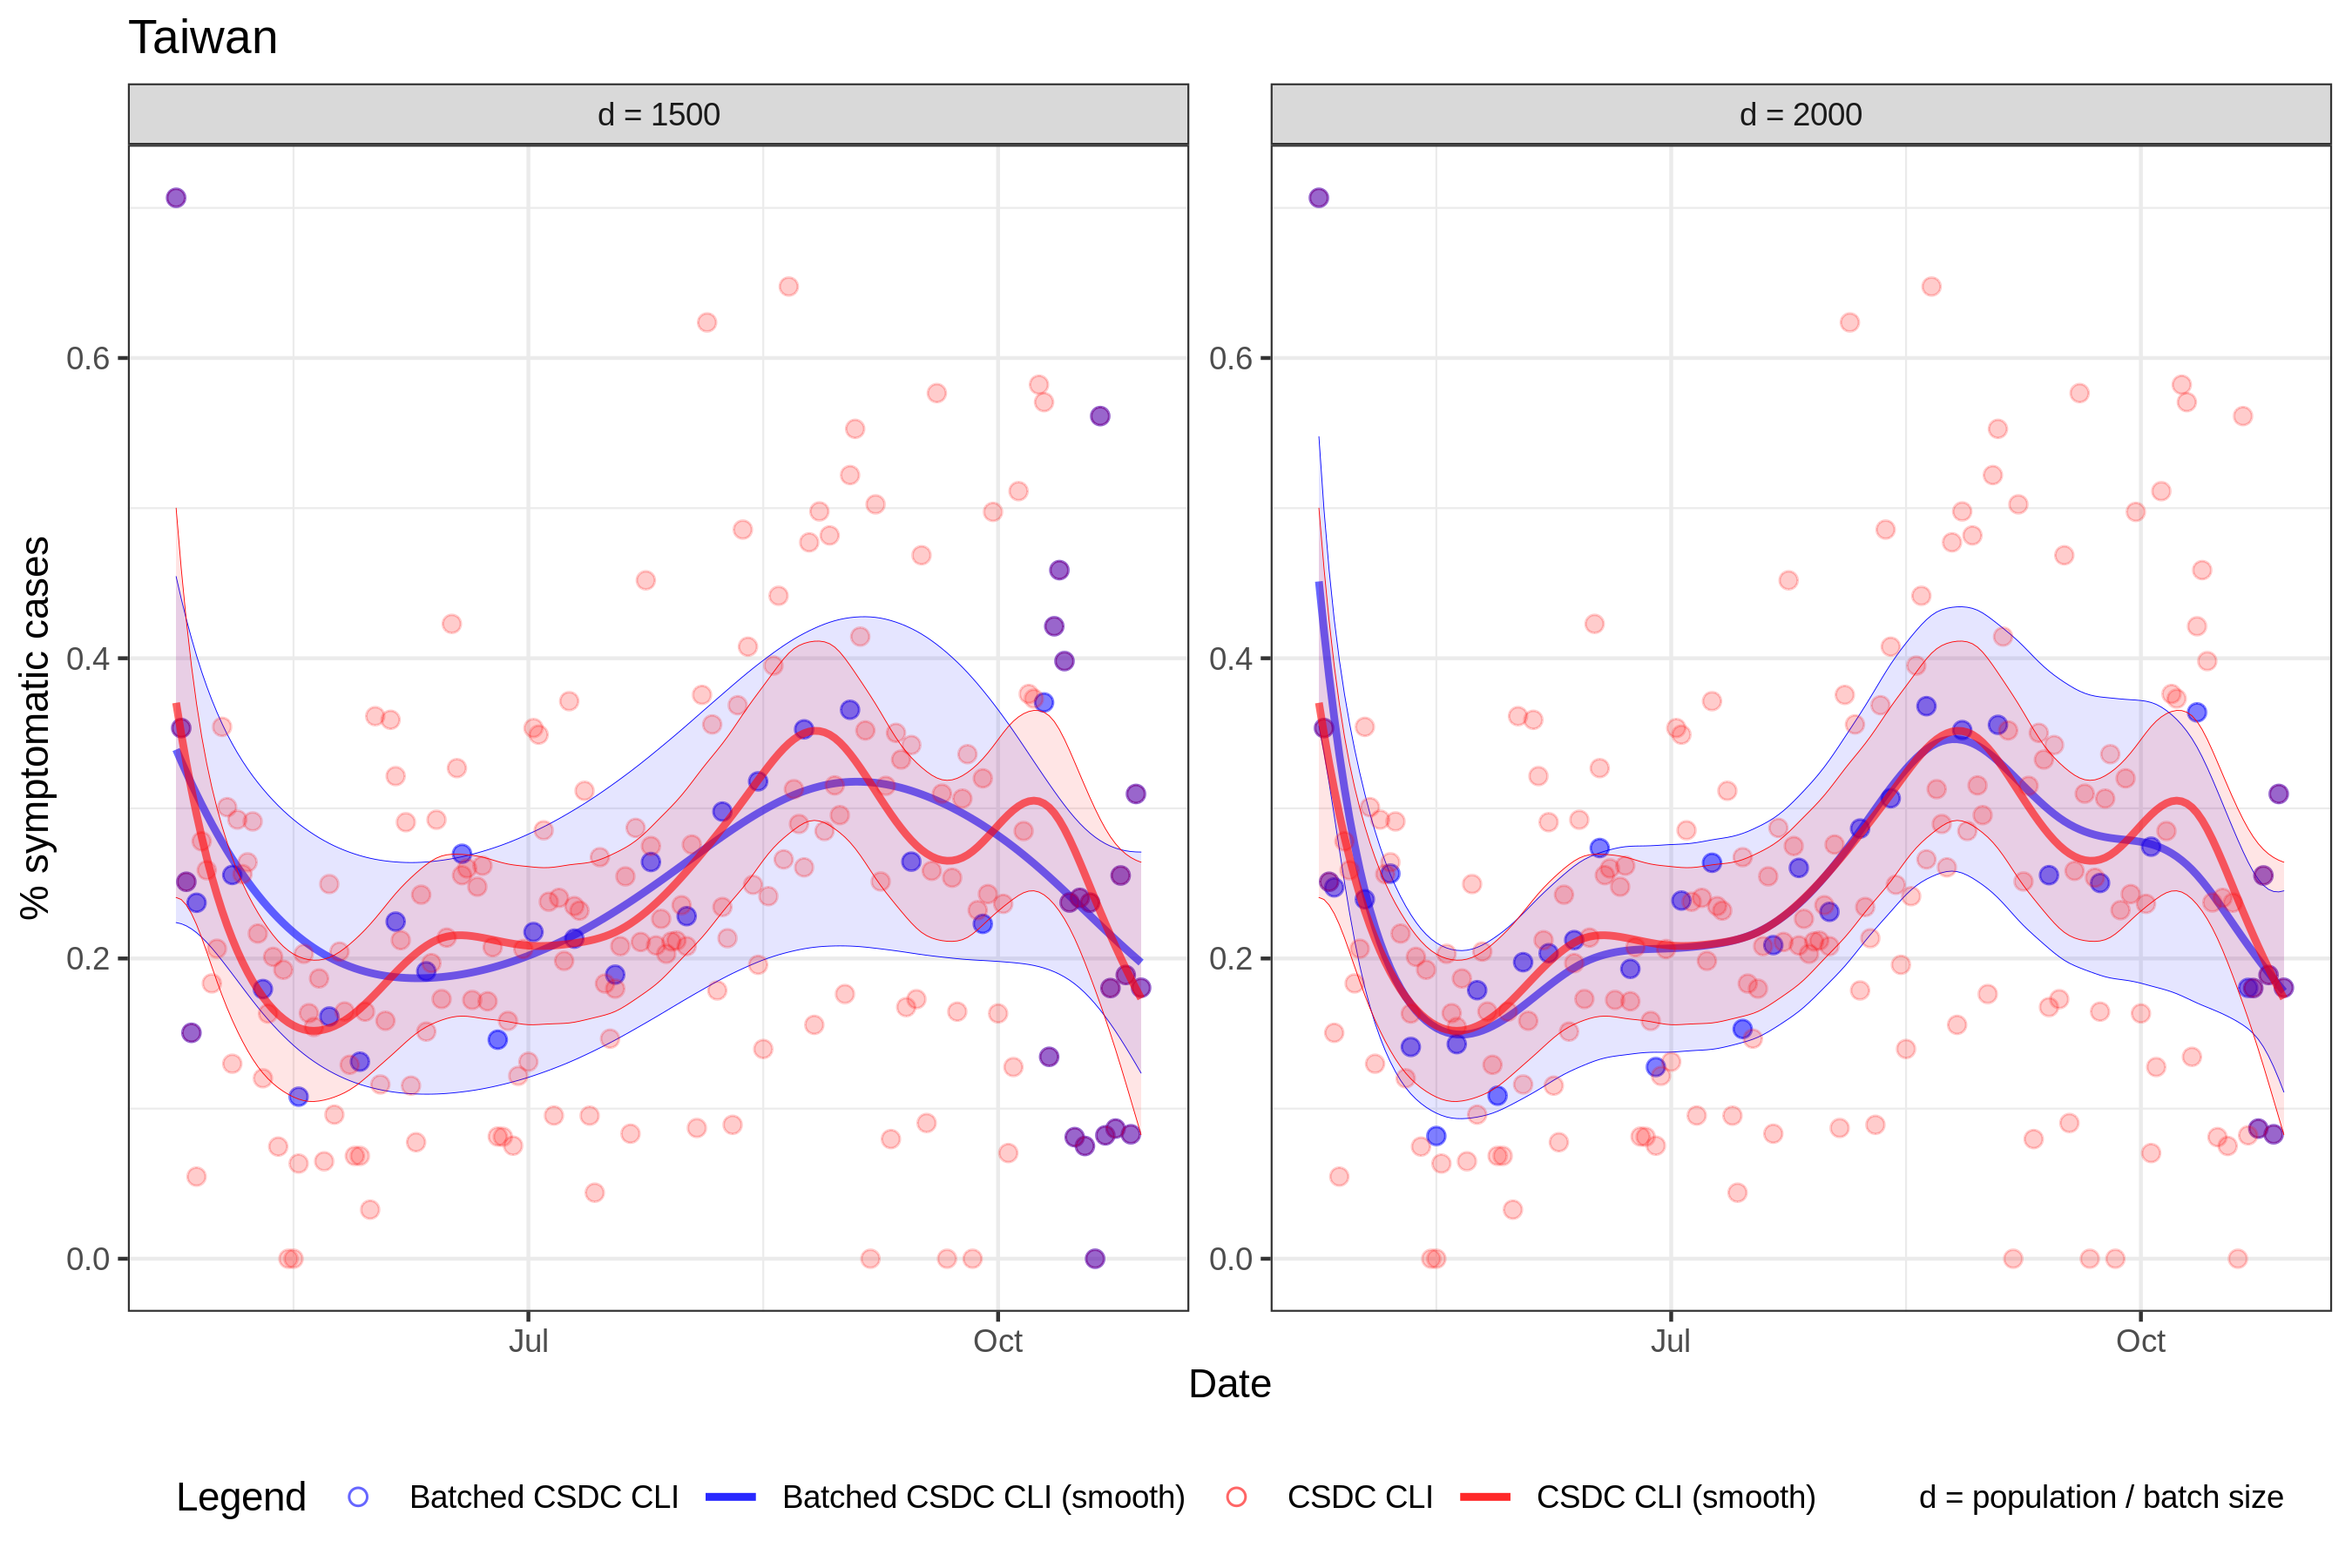 Taiwan
d = 1500
d = 2000
% symptomatic cases
0.6
0.4
0.2
0.0
0.6
0.4
0.2
0.0
Jul
Oct
Jul
Oct
Date
Legend
Batched CSDC CLI
Batched CSDC CLI (smooth)
CSDC CLI
CSDC CLI (smooth)
d = population / batch size